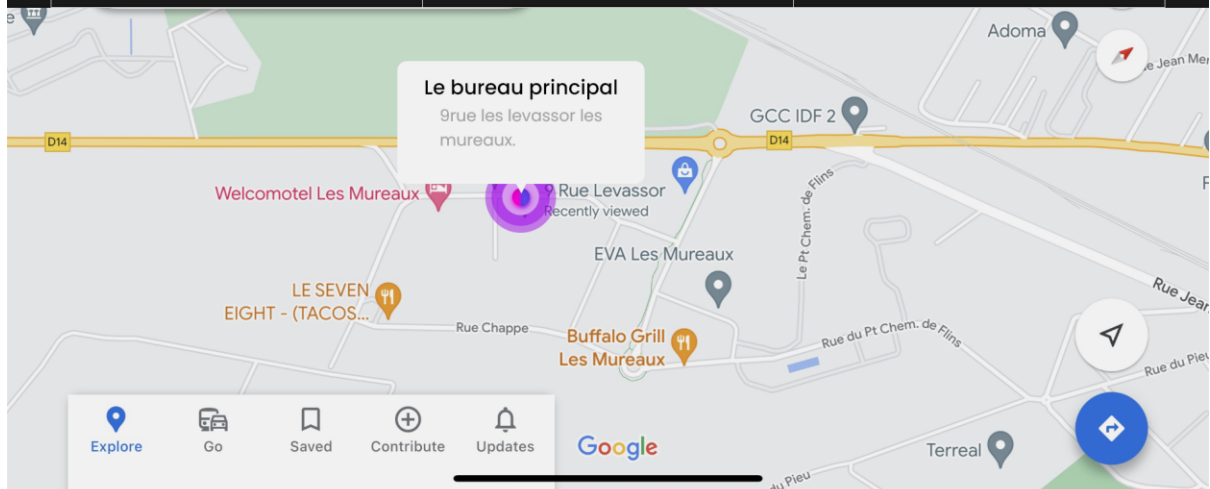 Adoma
e Jean Mer
Le bureau principal
9rue les levassor les
mureaux.
GCC IDF 2
D14
D14
Welcomotel Les Mureaux
9 Rue Levassor
Recently viewed
Le Pt Chem. de Flins
EVA Les Mureaux
LE SEVEN
EIGHT - (TACOS...
Rue Chappe
Buffalo Grill
Les Mureaux
Rue du Pt Chem. de Flins
Rue Jean
Rue du Pieu
Explore
Go
Saved
Contribute
Updates
Google
Terreal
du Pieu